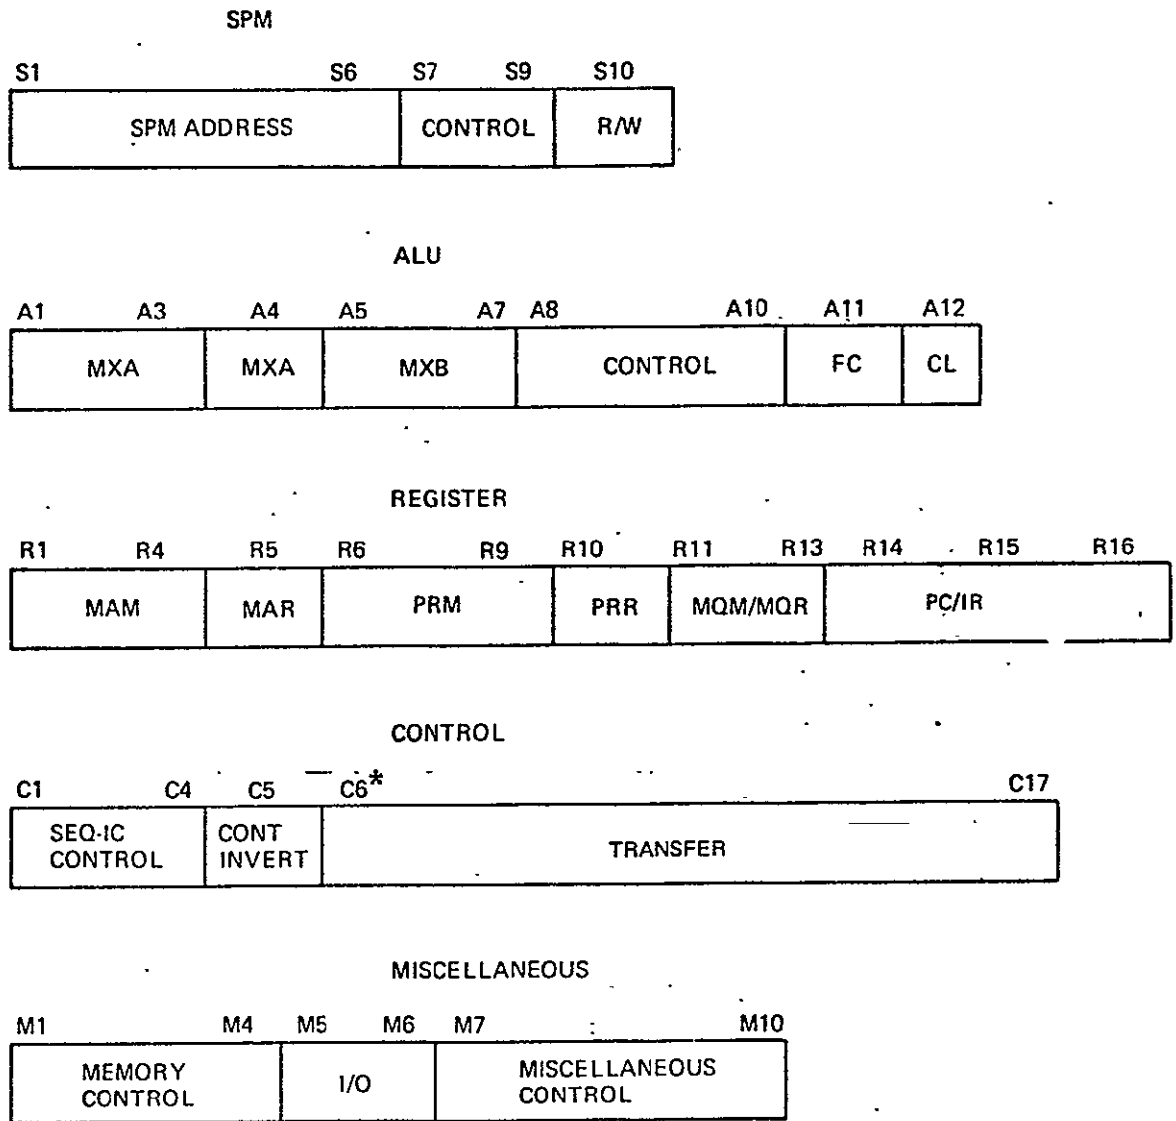 SPM
S1 S6 S7 S9 S10
SPM ADDRESS CONTROL R/W
ALU
A1 A3 A4 A5 A7 A8 A10 A11 A12
MXA MXA MXB CONTROL FC CL
REGISTER
R1 R4 R5 R6 R9 R10 R11 R13 R14 R15 R16
MAM MAR PRM PRR MQM/MQR PC/IR
CONTROL
C1 C4 C5 C6* C17
SEQ-IC CONT TRANSFER
CONTROL INVERT
MISCELLANEOUS
M1 M4 M5 M6 M7 M10
MEMORY I/O MISCELLANEOUS
CONTROL CONTROL